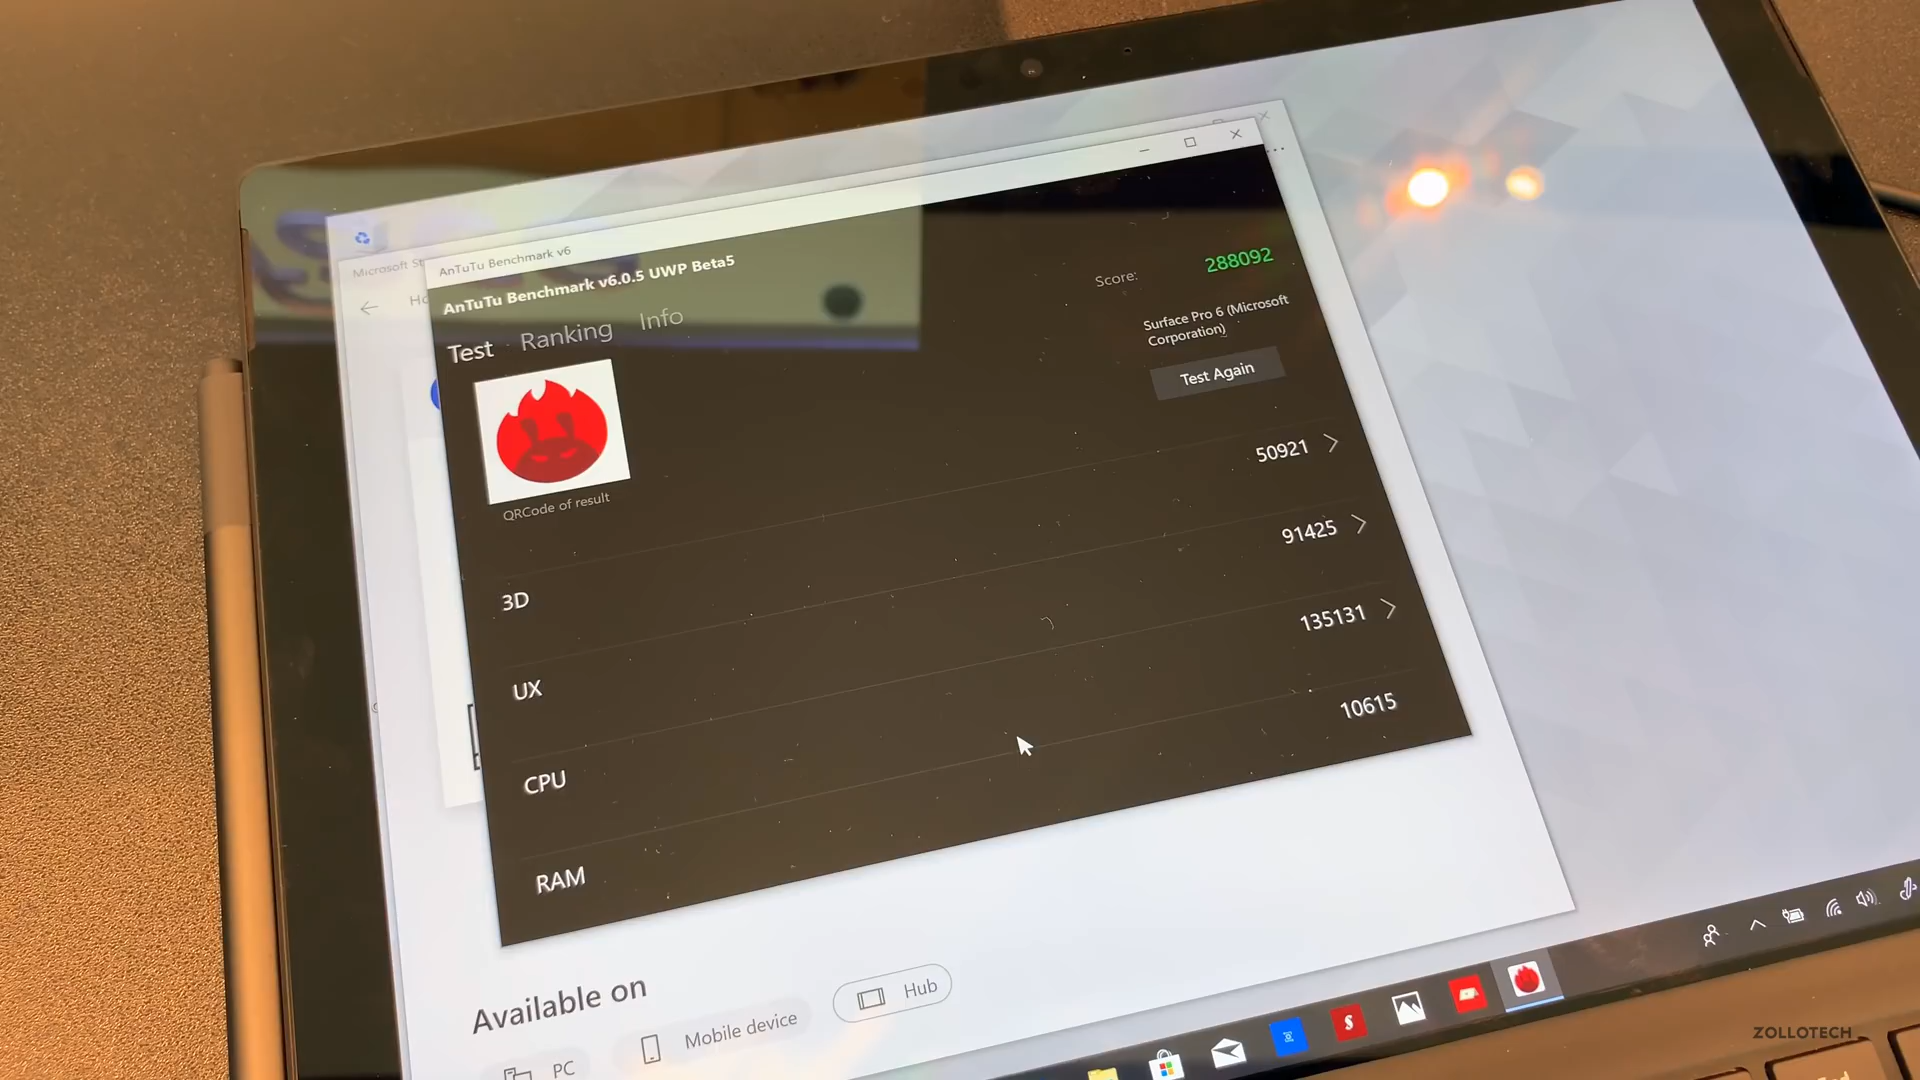 AnTuTu Benchmark v6
Microsoft St
AnTuTu Benchmark v6.0.5 UWP Beta5
Test Ranking Info
Score: 288092
Surface Pro 6 (Microsoft
Corporation)
Test Again
QRCode of result
3D 50921
UX 91425
CPU 135131
RAM 10615
Available on
PC Mobile device Hub
ZOLLOTECH